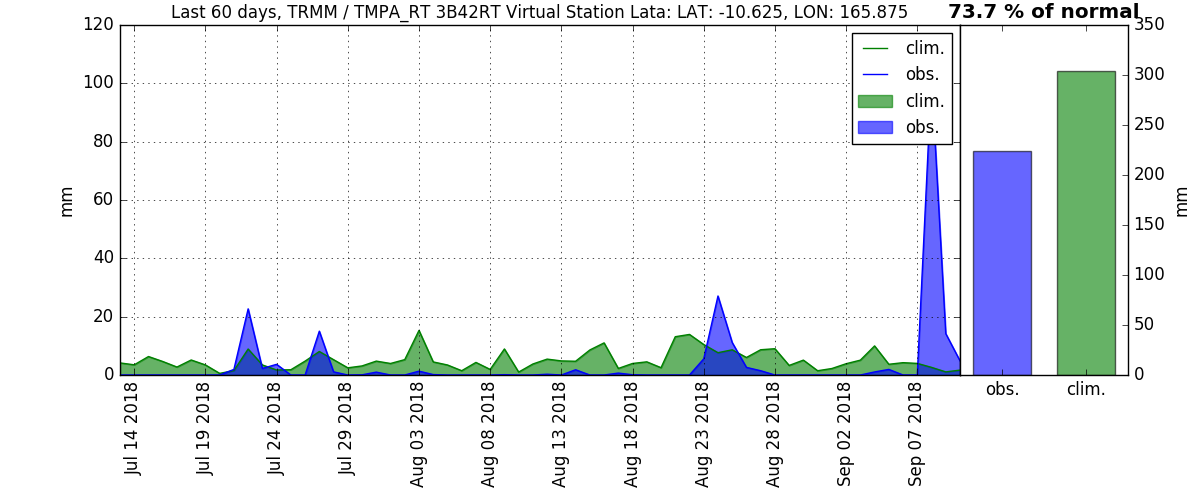 Last 60 days, TRMM / TMPA_RT 3B42RT Virtual Station Lata: LAT: -10.625, LON: 165.875
73.7 % of normal
120
100
80
60
40
20
0
mm
clim.
obs.
clim.
obs.
350
300
250
200
150
100
50
0
mm
Jul 14 2018
Jul 19 2018
Jul 24 2018
Jul 29 2018
Aug 03 2018
Aug 08 2018
Aug 13 2018
Aug 18 2018
Aug 23 2018
Aug 28 2018
Sep 02 2018
Sep 07 2018
obs.
clim.